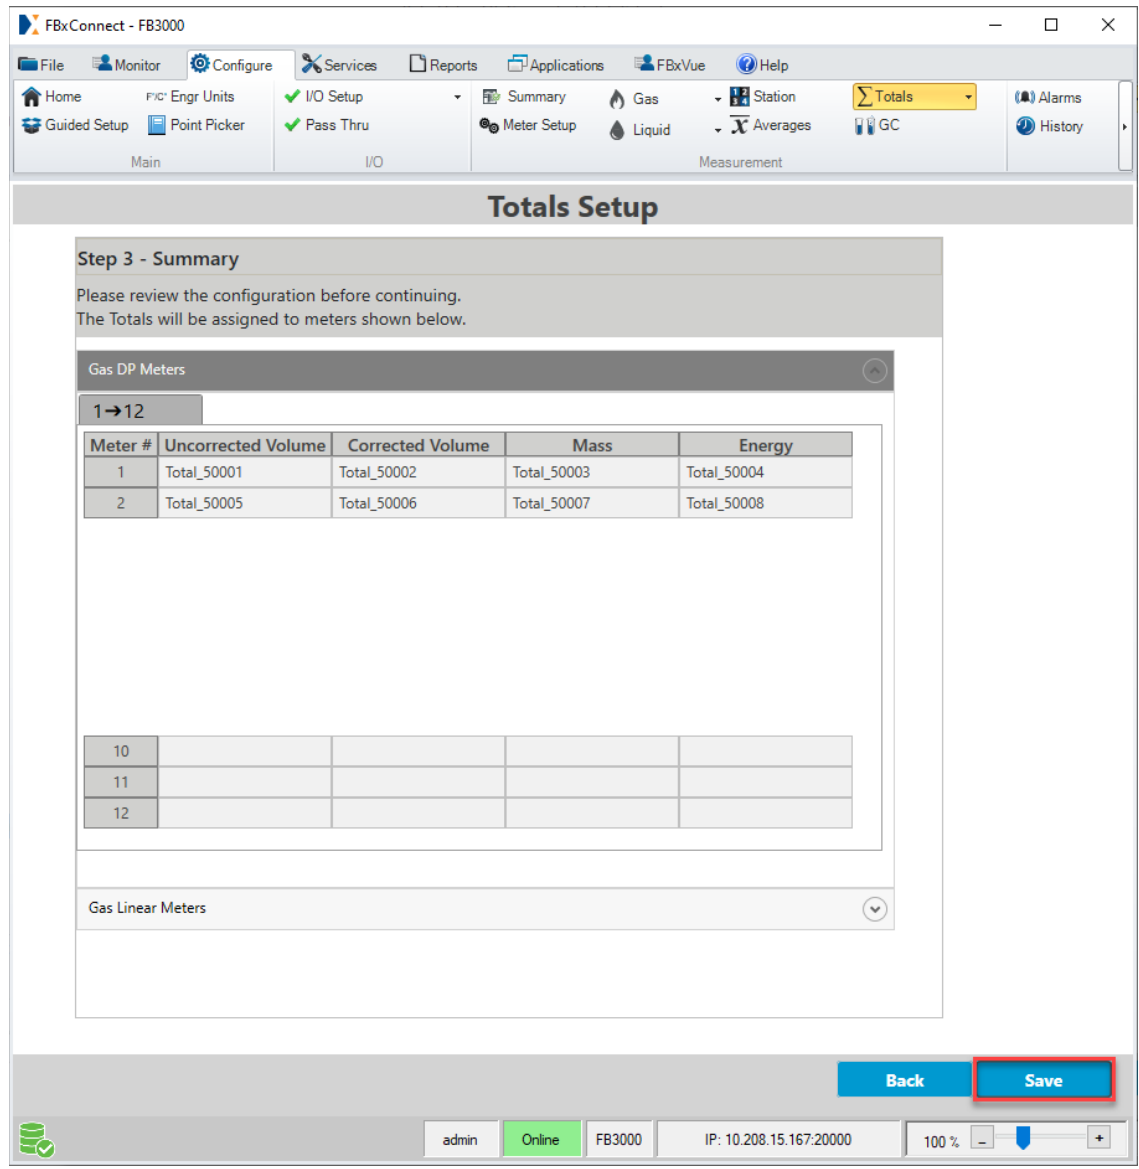 FBxConnect - FB3000
File Monitor Configure Services Reports Applications FBxVue Help
Home F°/C° Engr Units I/O Setup Summary Gas Station Totals Alarms
Guided Setup Point Picker Pass Thru Meter Setup Liquid Averages GC History
Main I/O Measurement
Totals Setup
Step 3 - Summary
Please review the configuration before continuing.
The Totals will be assigned to meters shown below.
Gas DP Meters
1➔12
Meter # Uncorrected Volume Corrected Volume Mass Energy
1 Total_50001 Total_50002 Total_50003 Total_50004
2 Total_50005 Total_50006 Total_50007 Total_50008
10
11
12
Gas Linear Meters
Back Save
admin Online FB3000 IP: 10.208.15.167:20000 100 % - +